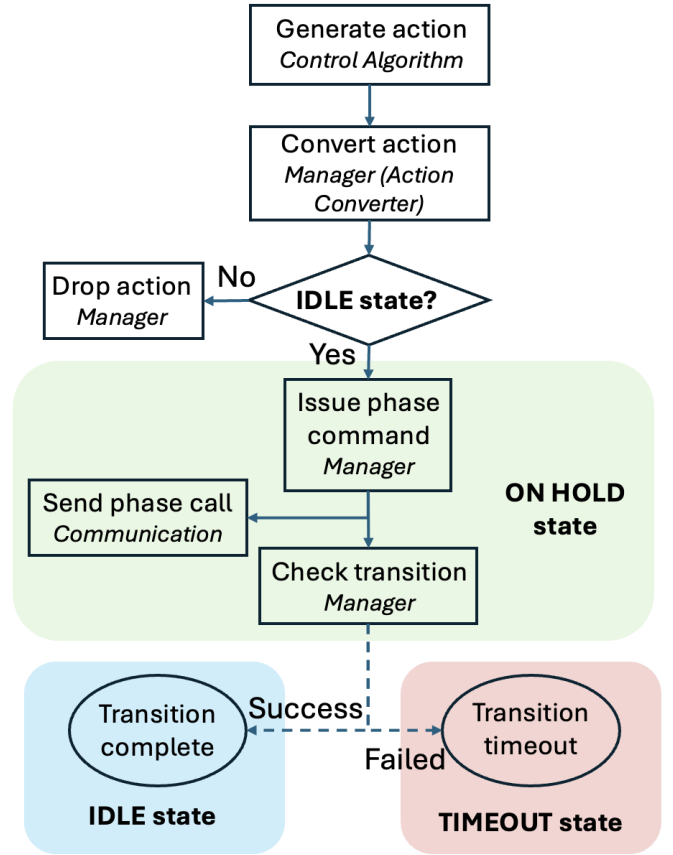 Generate action
Control Algorithm
Convert action
Manager (Action
Converter)
IDLE state?
No
Drop action
Manager
Yes
Issue phase
command
Manager
ON HOLD
state
Send phase call
Communication
Check transition
Manager
Success
Failed
Transition
complete
IDLE state
Transition
timeout
TIMEOUT state